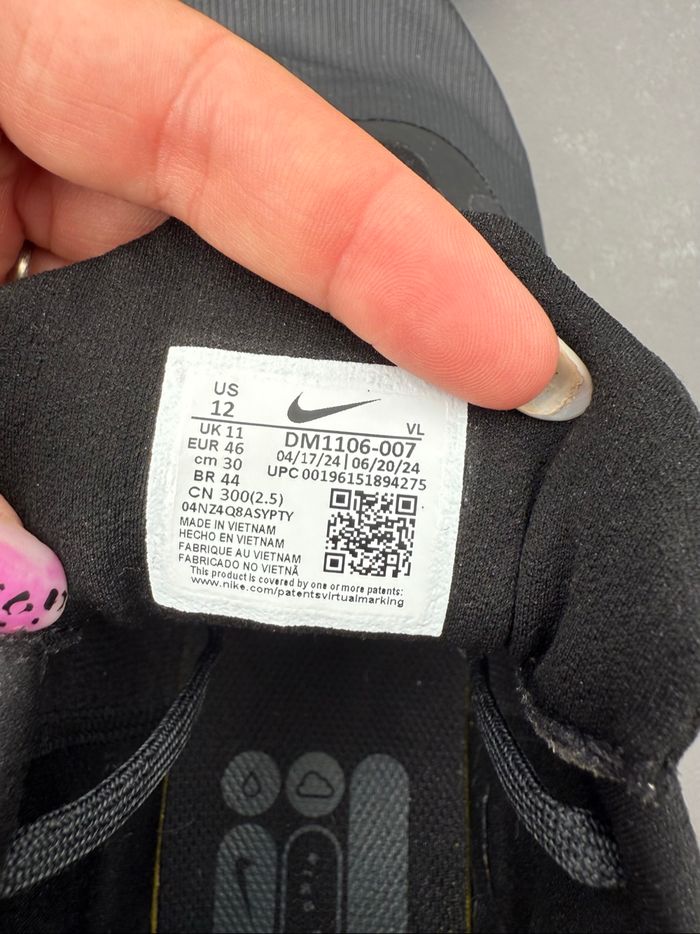 US
12
VL
UK 11
DM1106-007
EUR 46
04/17/24 | 06/20/24
cm 30
UPC 00196151894275
BR 44
CN 300(2.5)
04NZ4Q8ASYPTY
MADE IN VIETNAM
HECHO EN VIETNAM
FABRIQUE AU VIETNAM
FABRICADO NO VIETNÃ
This product is covered by one or more patents:
www.nike.com/patentsvirtualmarking